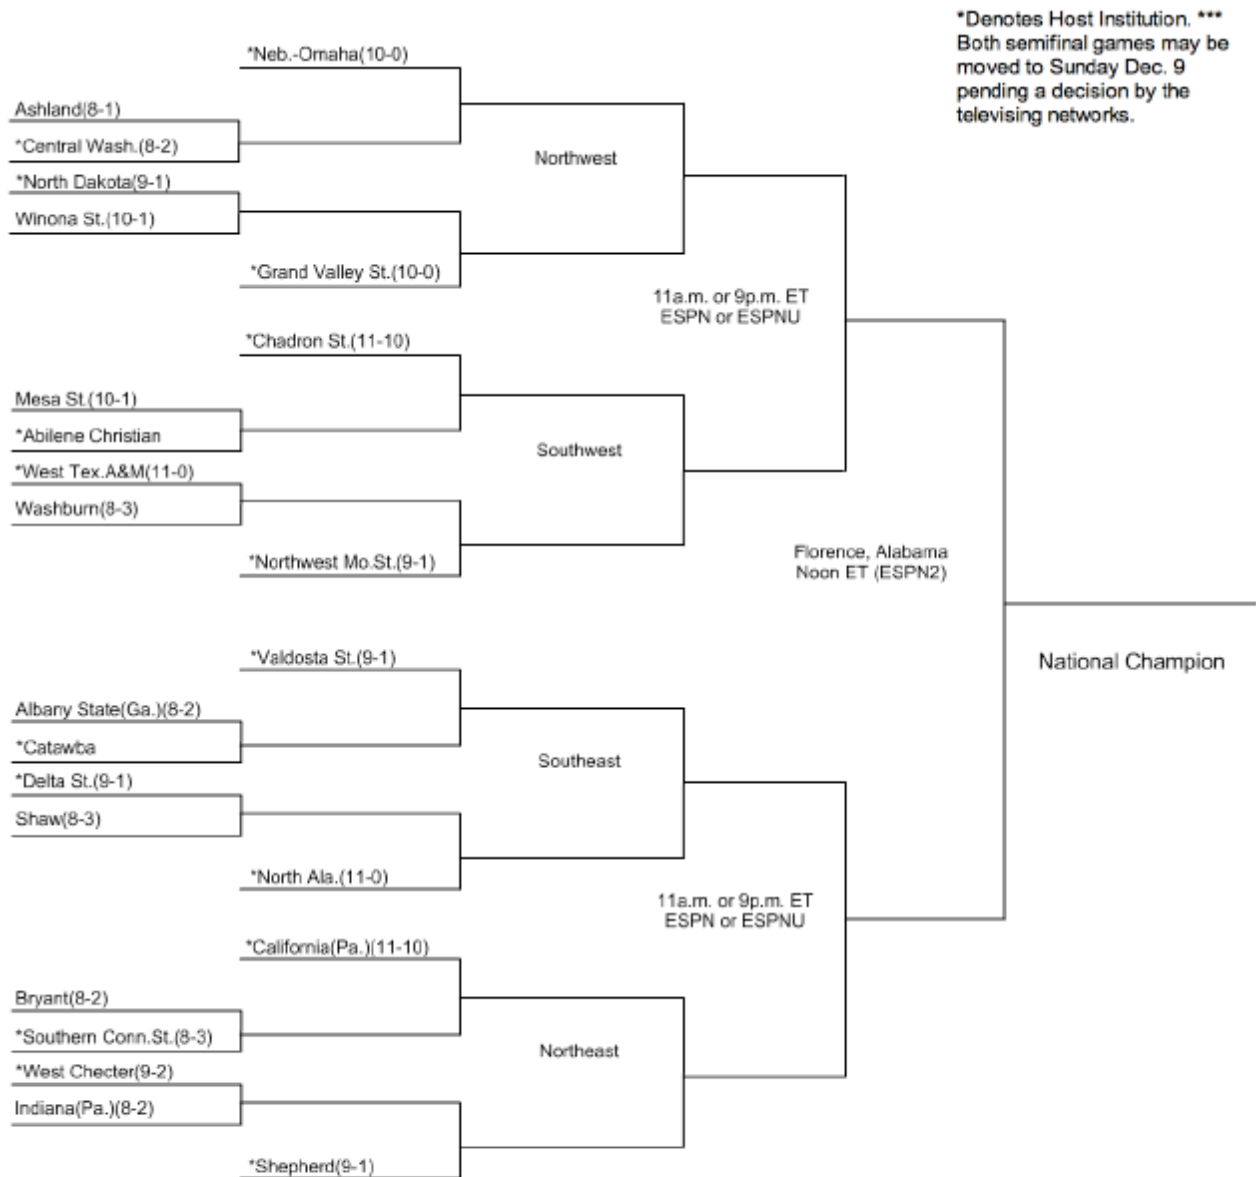 *Denotes Host Institution. ***
Both semifinal games may be
moved to Sunday Dec. 9
pending a decision by the
televising networks.
*Neb.-Omaha(10-0)
Ashland(8-1)
*Central Wash.(8-2)
Northwest
*North Dakota(9-1)
Winona St.(10-1)
*Grand Valley St.(10-0)
11a.m. or 9p.m. ET
ESPN or ESPNU
*Chadron St.(11-10)
Mesa St.(10-1)
*Abilene Christian
Southwest
*West Tex.A&M(11-0)
Washburn(8-3)
*Northwest Mo.St.(9-1)
Florence, Alabama
Noon ET (ESPN2)
National Champion
*Valdosta St.(9-1)
Albany State(Ga.)(8-2)
*Catawba
Southeast
*Delta St.(9-1)
Shaw(8-3)
*North Ala.(11-0)
11a.m. or 9p.m. ET
ESPN or ESPNU
*California(Pa.)(11-10)
Bryant(8-2)
*Southern Conn.St.(8-3)
Northeast
*West Checter(9-2)
Indiana(Pa.)(8-2)
*Shepherd(9-1)